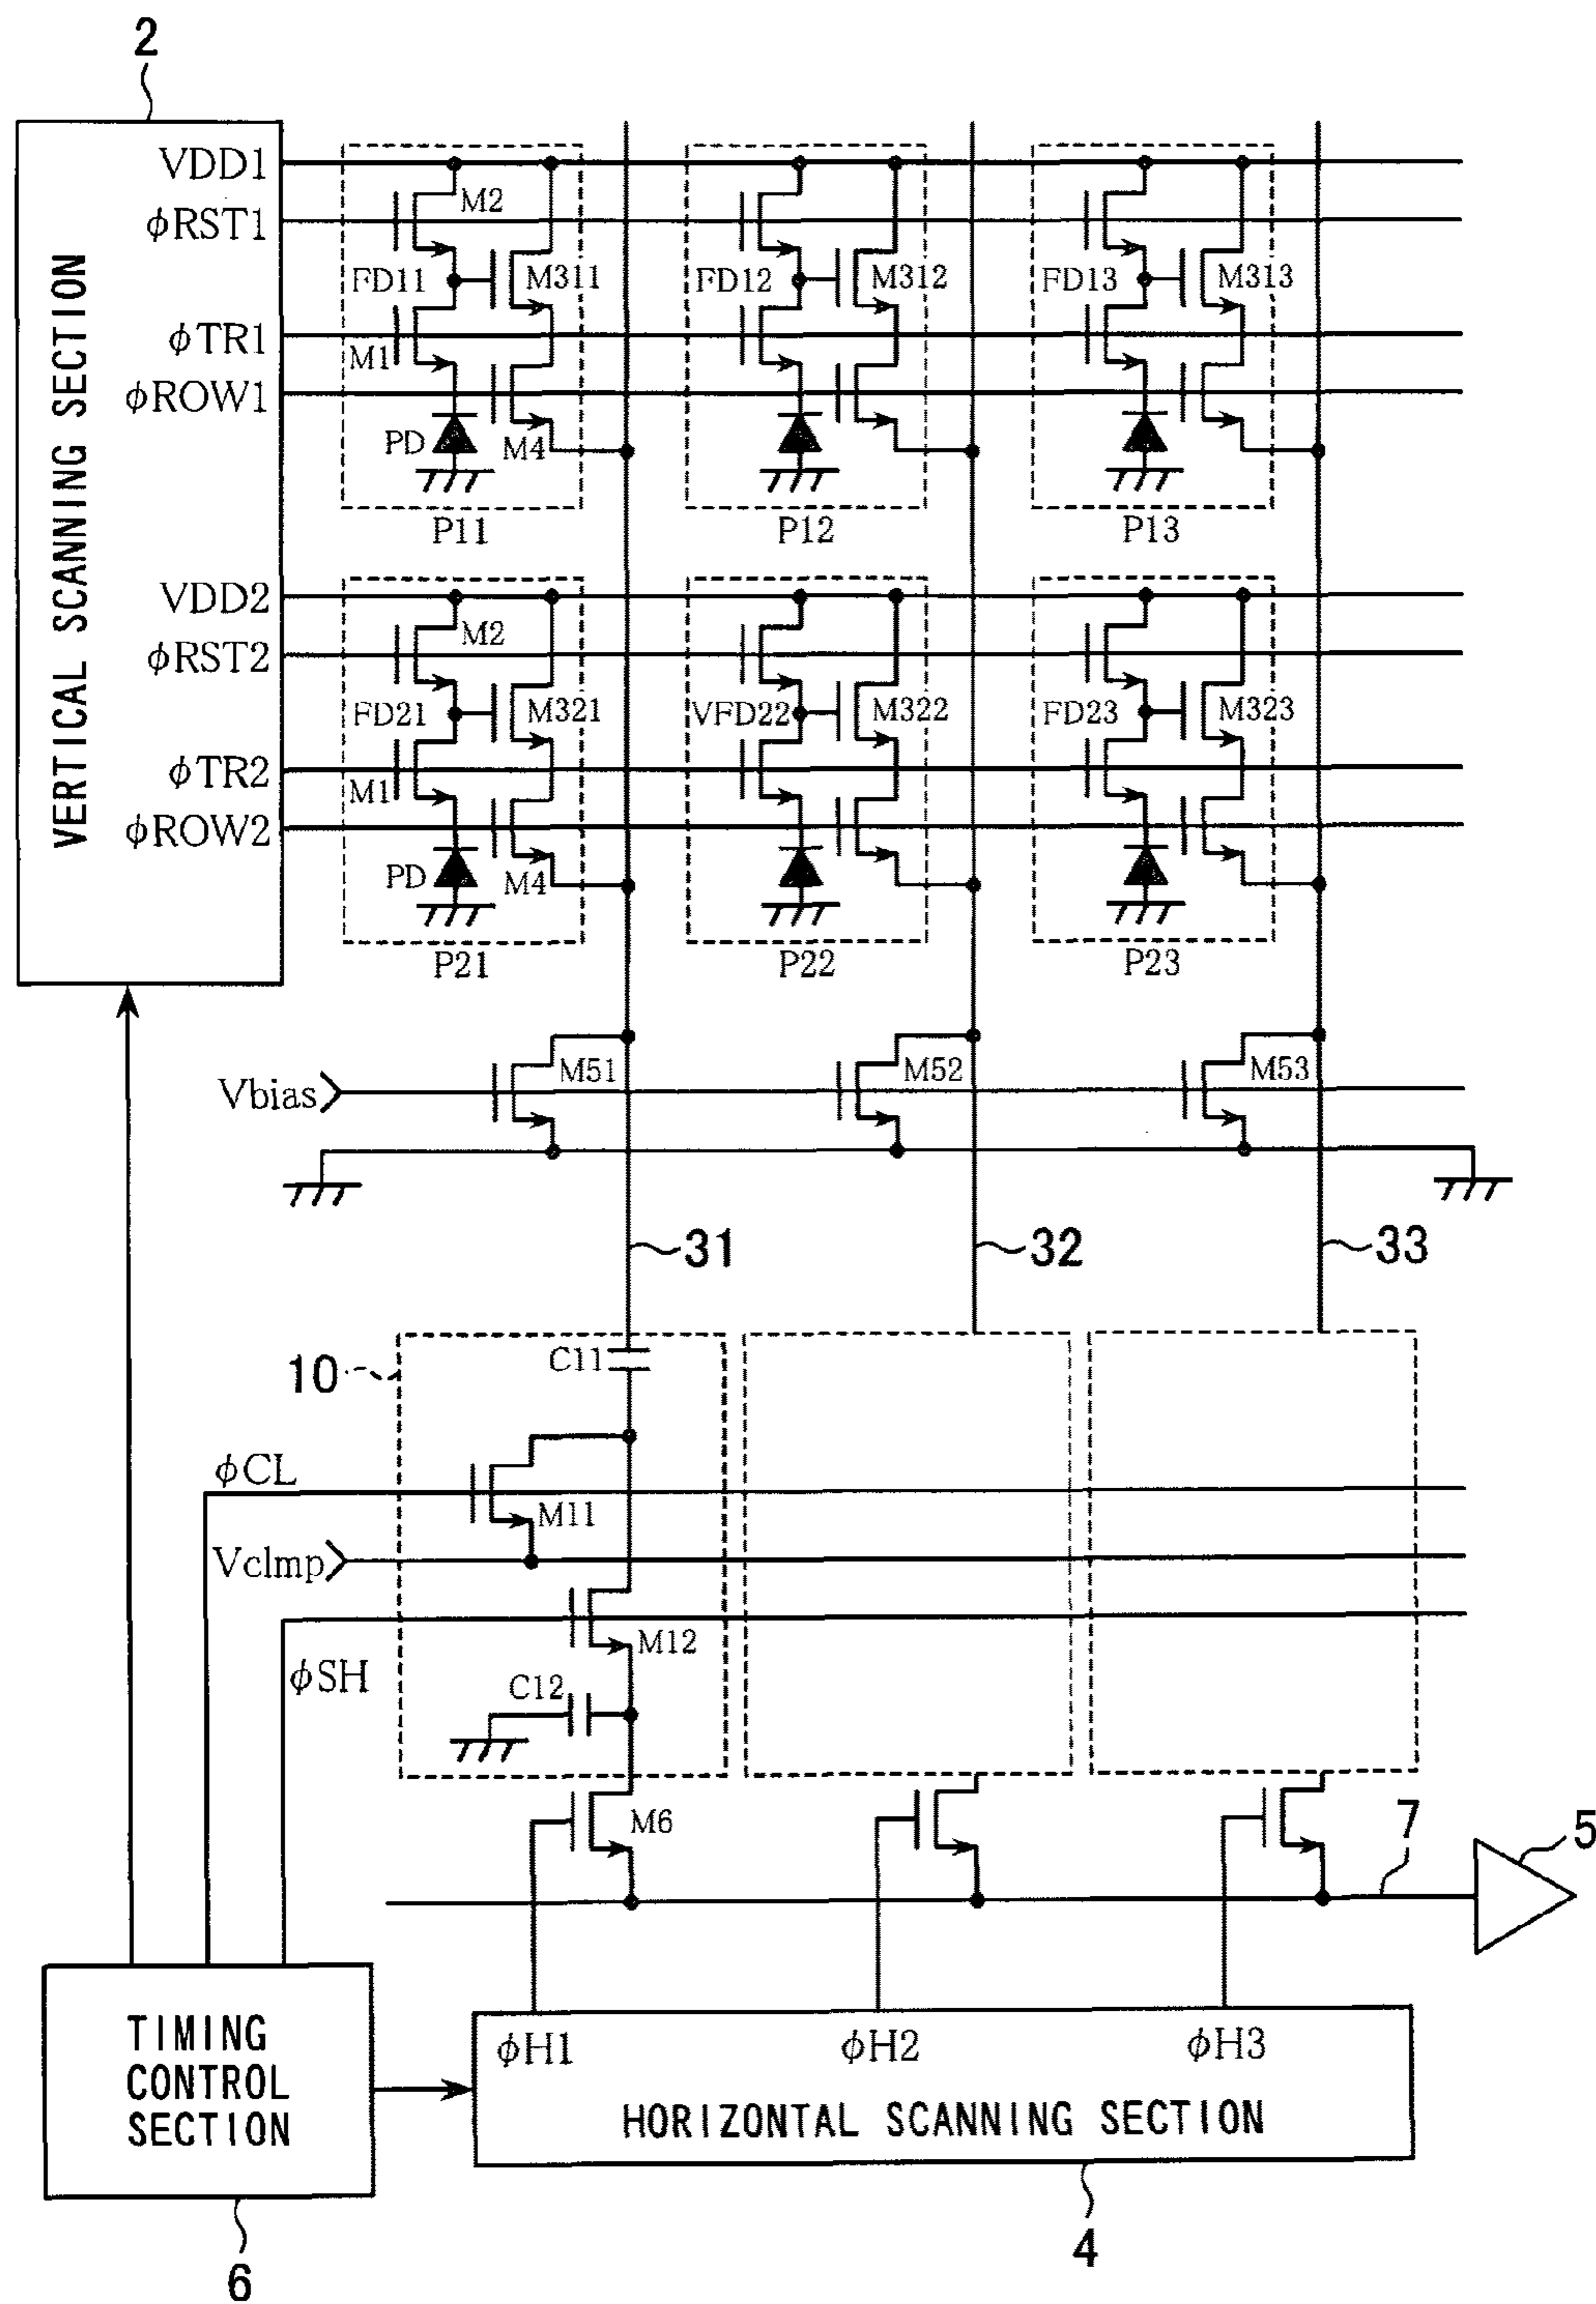 2
VERTICAL SCANNING SECTION
VDD1
φRST1
φTR1
φROW1
M2
FD11
M311
M1
PD
M4
P11
FD12
M312
P12
FD13
M313
P13
VDD2
φRST2
φTR2
φROW2
M2
FD21
M321
M1
PD
M4
P21
VFD22
M322
P22
FD23
M323
P23
Vbias
M51
M52
M53
31
32
33
10
C11
φCL
M11
Vclmp
M12
φSH
C12
M6
7
5
TIMING
CONTROL
SECTION
φH1
φH2
φH3
HORIZONTAL SCANNING SECTION
6
4